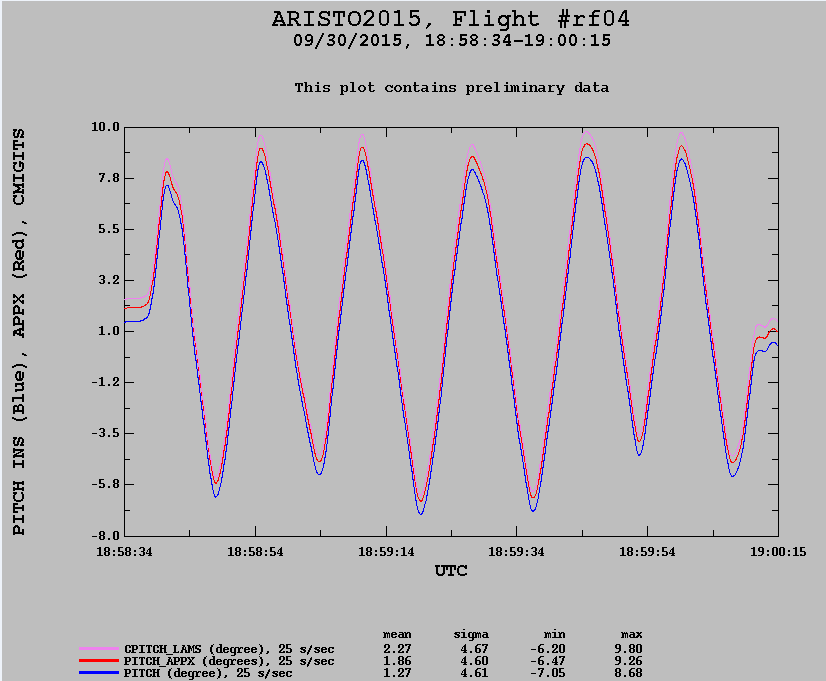 ARISTO2015, Flight #rf04
09/30/2015, 18:58:34-19:00:15
This plot contains preliminary data
PITCH INS (Blue), APPX (Red), CMIGITS
10.0
7.8
5.5
3.2
1.0
-1.2
-3.5
-5.8
-8.0
18:58:34 18:58:54 18:59:14 18:59:34 18:59:54 19:00:15
UTC
mean sigma min max
CPITCH_LAMS (degree), 25 s/sec 2.27 4.67 -6.20 9.80
PITCH_APPX (degrees), 25 s/sec 1.86 4.60 -6.47 9.26
PITCH (degree), 25 s/sec 1.27 4.61 -7.05 8.68